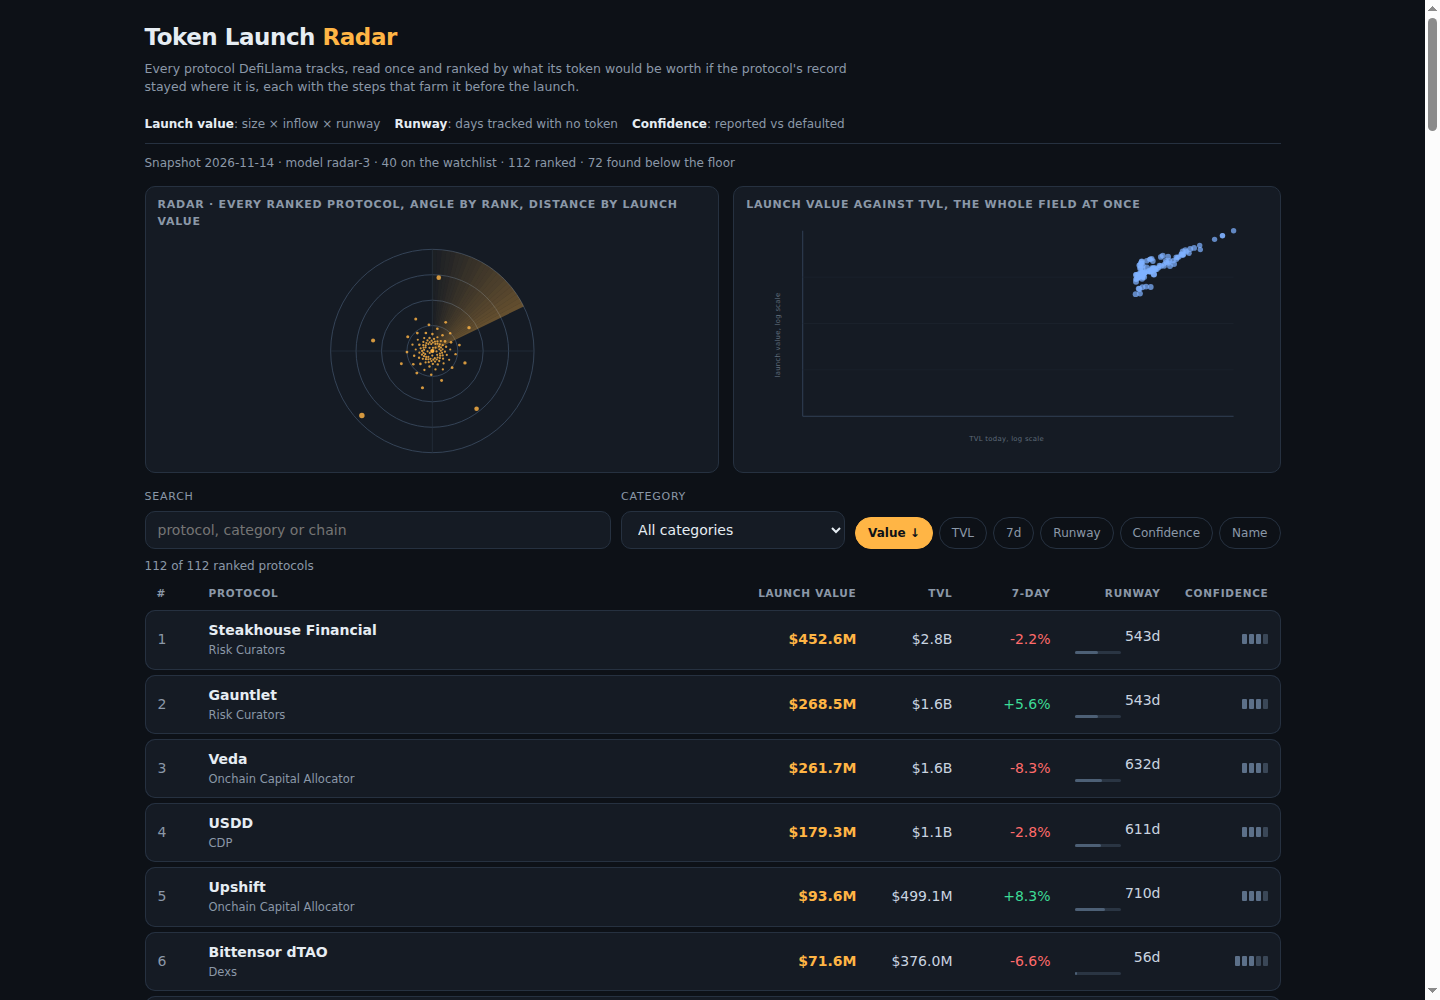 Token Launch Radar
Every protocol DefiLlama tracks, read once and ranked by what its token would be worth if the protocol's record
stayed where it is, each with the steps that farm it before the launch.
Launch value: size × inflow × runway Runway: days tracked with no token Confidence: reported vs defaulted
Snapshot 2026-11-14 · model radar-3 · 40 on the watchlist · 112 ranked · 72 found below the floor
RADAR · EVERY RANKED PROTOCOL, ANGLE BY RANK, DISTANCE BY LAUNCH
VALUE
LAUNCH VALUE AGAINST TVL, THE WHOLE FIELD AT ONCE
launch value, log scale
TVL today, log scale
SEARCH
CATEGORY
protocol, category or chain
All categories
Value ↓ TVL 7d Runway Confidence Name
112 of 112 ranked protocols
# PROTOCOL LAUNCH VALUE TVL 7-DAY RUNWAY CONFIDENCE
1 Steakhouse Financial $452.6M $2.8B -2.2% 543d
Risk Curators
2 Gauntlet $268.5M $1.6B +5.6% 543d
Risk Curators
3 Veda $261.7M $1.6B -8.3% 632d
Onchain Capital Allocator
4 USDD $179.3M $1.1B -2.8% 611d
CDP
5 Upshift $93.6M $499.1M +8.3% 710d
Onchain Capital Allocator
6 Bittensor dTAO $71.6M $376.0M -6.6% 56d
Dexs